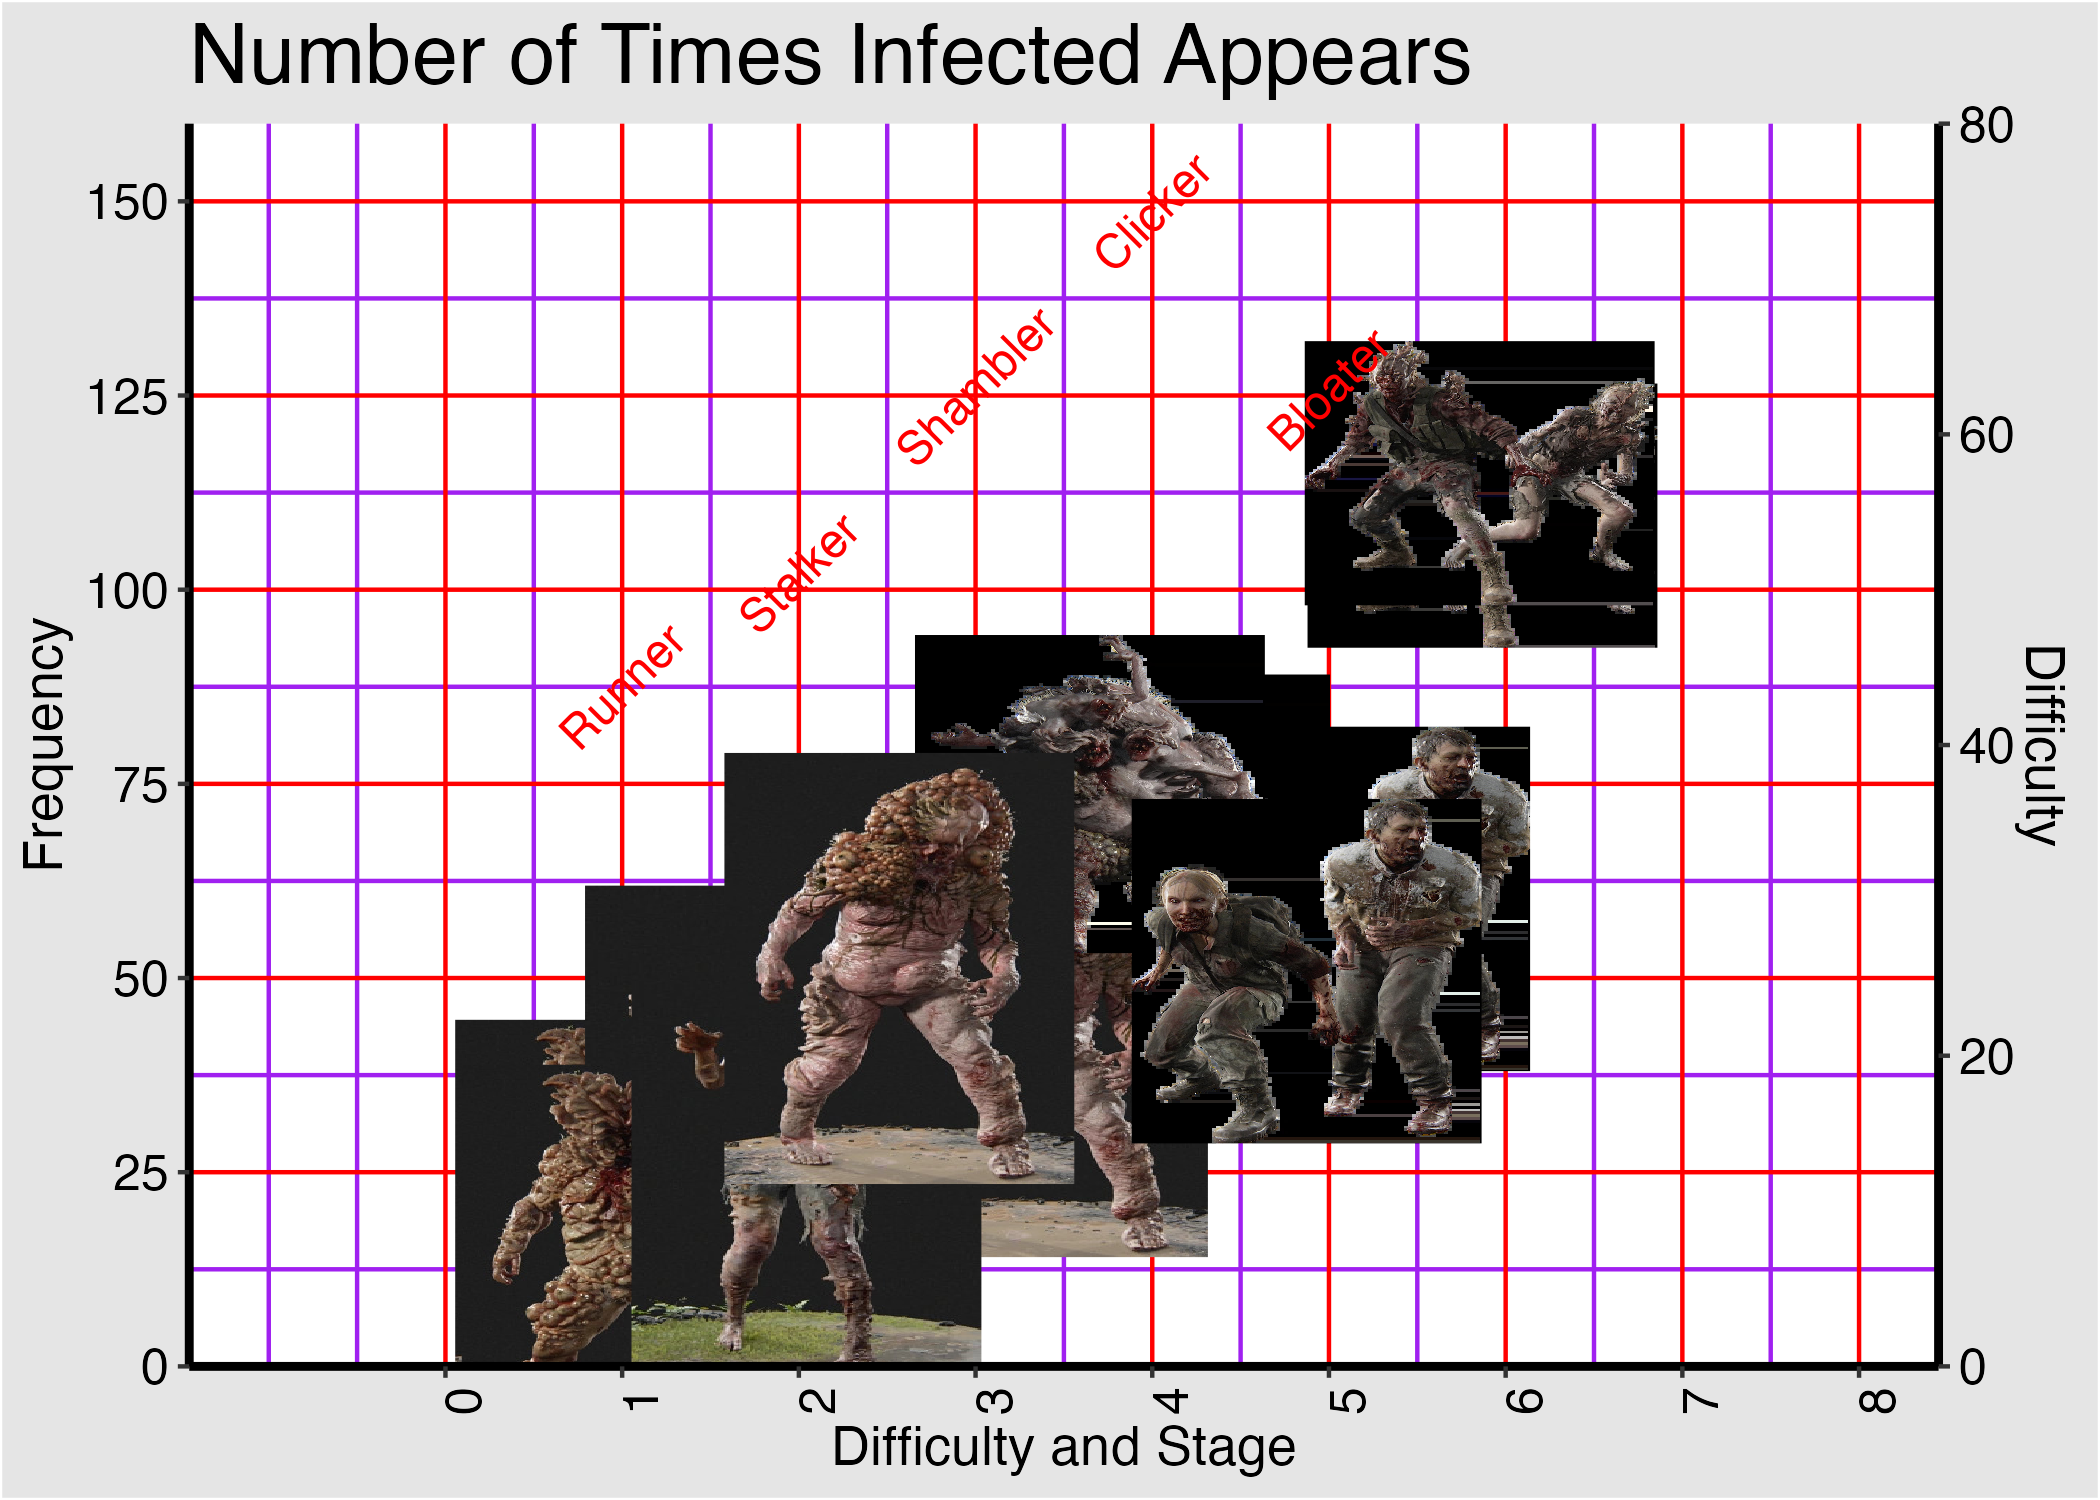 Number of Times Infected Appears
150
125
100
75
50
25
0
Frequency
80
60
40
20
0
Difficulty
Clicker
Shambler
Bloater
Stalker
Runner
0 1 2 3 4 5 6 7 8
Difficulty and Stage